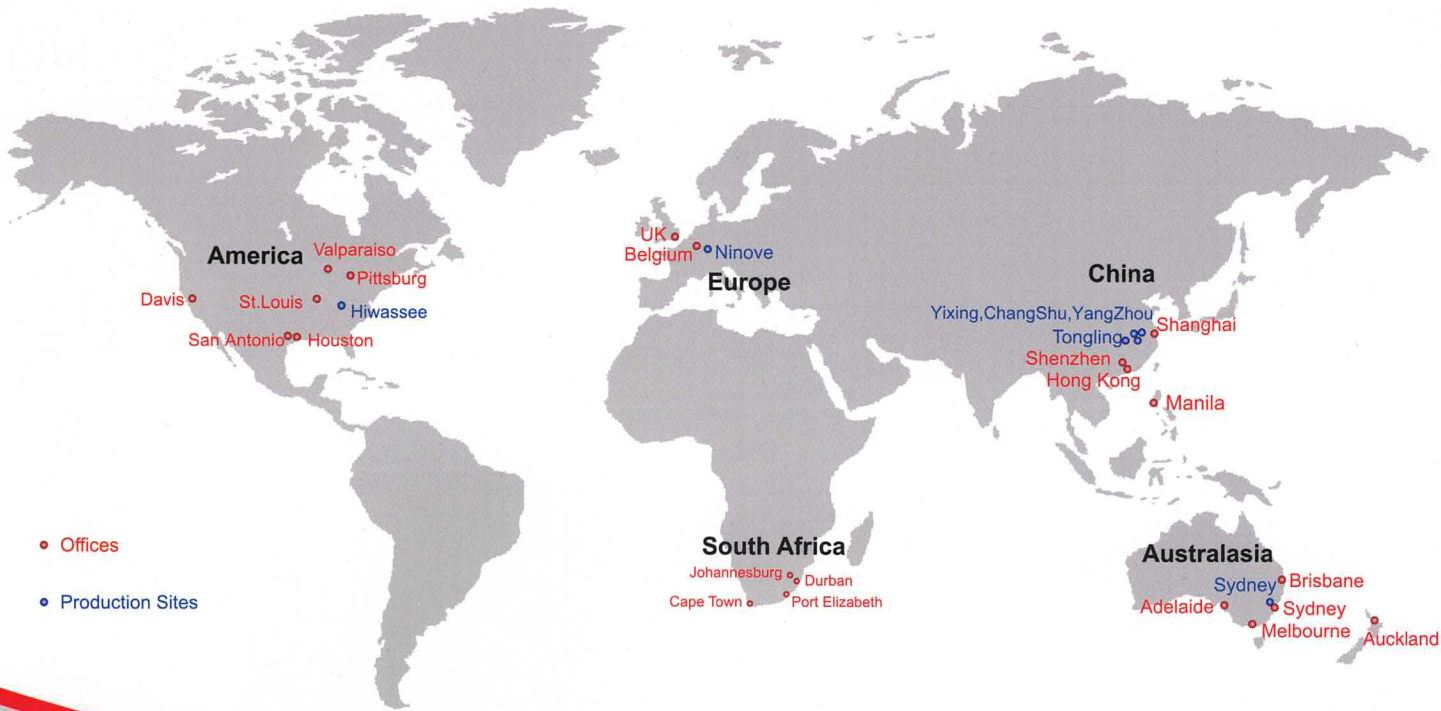 America
Valparaiso
Pittsburg
Davis
St.Louis
Hiwassee
San Antonio
Houston
UK
Belgium
Ninove
Europe
China
Yixing,ChangShu,YangZhou
Shanghai
Tongling
Shenzhen
Hong Kong
Manila
Offices
Production Sites
South Africa
Johannesburg
Durban
Cape Town
Port Elizabeth
Australasia
Sydney
Brisbane
Adelaide
Sydney
Melbourne
Auckland